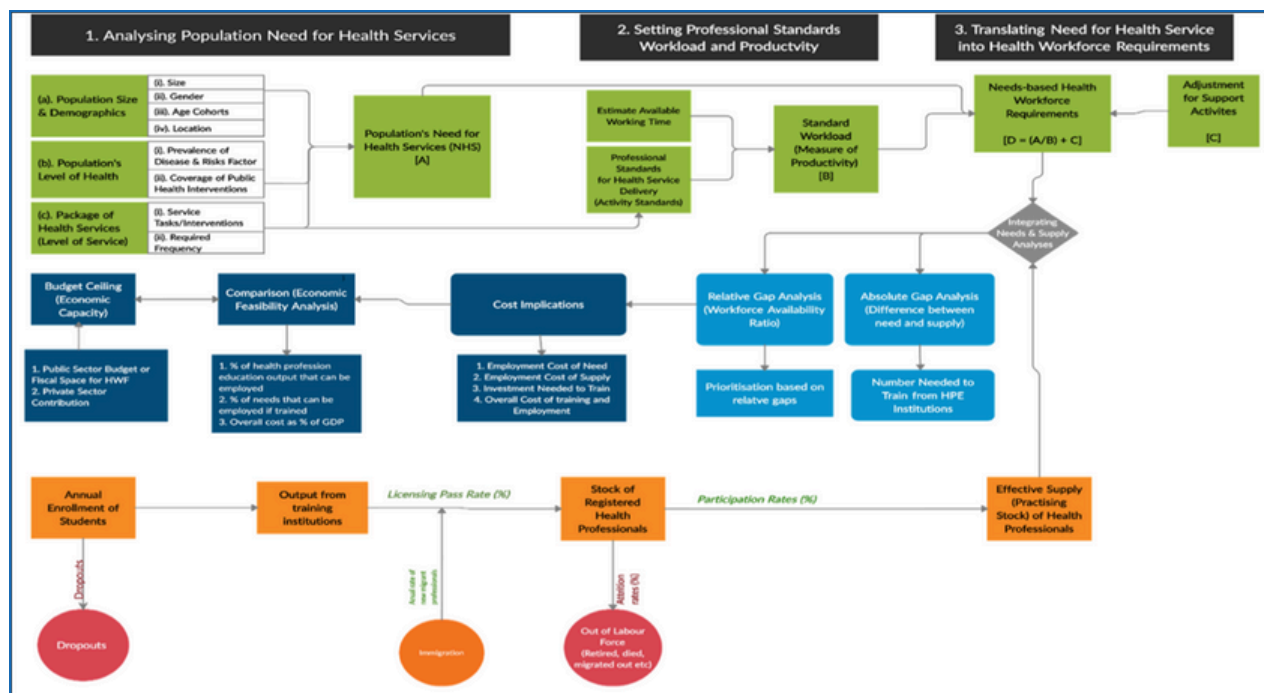 1. Analysing Population Need for Health Services
2. Setting Professional Standards
Workload and Productvity
3. Translating Need for Health Service
into Health Workforce Requirements
(a). Population Size
& Demographics
(i). Size
(ii). Gender
(iii). Age Cohorts
(iv). Location
(b). Population's
Level of Health
(i). Prevalence of
Disease & Risks Factor
(ii). Coverage of Public
Health Interventions
(c). Package of
Health Services
(Level of Service)
(i). Service
Tasks/Interventions
(ii). Required
Frequency
Population's Need for
Health Services (NHS)
[A]
Estimate Available
Working Time
Professional
Standards
for Health Service
Delivery
(Activity Standards)
Standard
Workload
(Measure of
Productivity)
[B]
Needs-based Health
Workforce
Requirements
[D = (A/B) + C]
Adjustment
for Support
Activites
[C]
Integrating
Needs & Supply
Analyses
Budget Ceiling
(Economic
Capacity)
Comparison (Economic
Feasibility Analysis)
Cost Implications
Relative Gap Analysis
(Workforce Availability
Ratio)
Absolute Gap Analysis
(Difference between
need and supply)
1. Public Sector Budget or
Fiscal Space for HWF
2. Private Sector
Contribution
1. % of health profession
education output that can be
employed
2. % of needs that can be
employed if trained
3. Overall cost as % of GDP
1. Employment Cost of Need
2. Employment Cost of Supply
3. Investment Needed to Train
4. Overall Cost of training and
Employment
Prioritisation based on
relatve gaps
Number Needed to
Train from HPE
Institutions
Annual
Enrollment of
Students
Output from
training
institutions
Licensing Pass Rate (%)
Stock of
Registered
Health
Professionals
Participation Rates (%)
Effective Supply
(Practising
Stock) of Health
Professionals
Dropouts
Anual rate of
new migrant
professionals
Attrition
rates (%)
Dropouts
Immigration
Out of Labour
Force
(Retired, died,
migrated out etc)